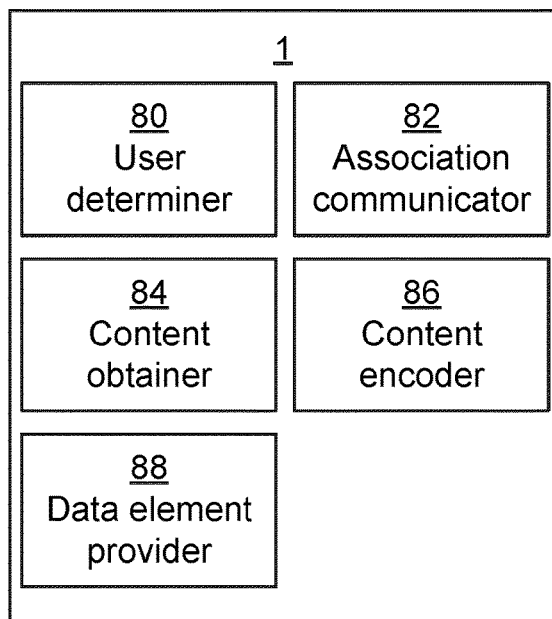 1
80
User
determiner
82
Association
communicator
84
Content
obtainer
86
Content
encoder
88
Data element
provider